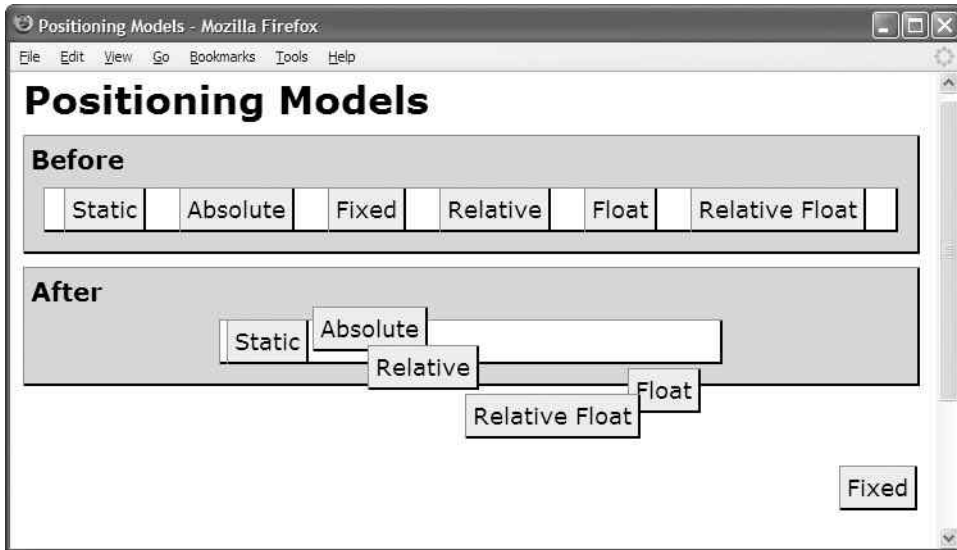 Positioning Models - Mozilla Firefox
File Edit View Go Bookmarks Tools Help
Positioning Models
Before
Static Absolute Fixed Relative Float Relative Float
After
Absolute
Static
Relative
Float
Relative Float
Fixed